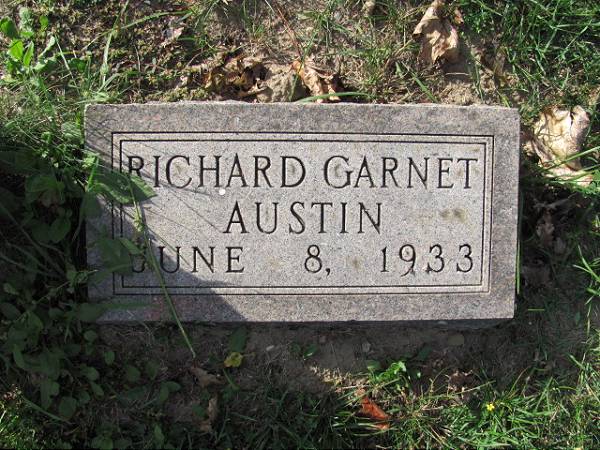 RICHARD GARNET
AUSTIN
JUNE 8, 1933